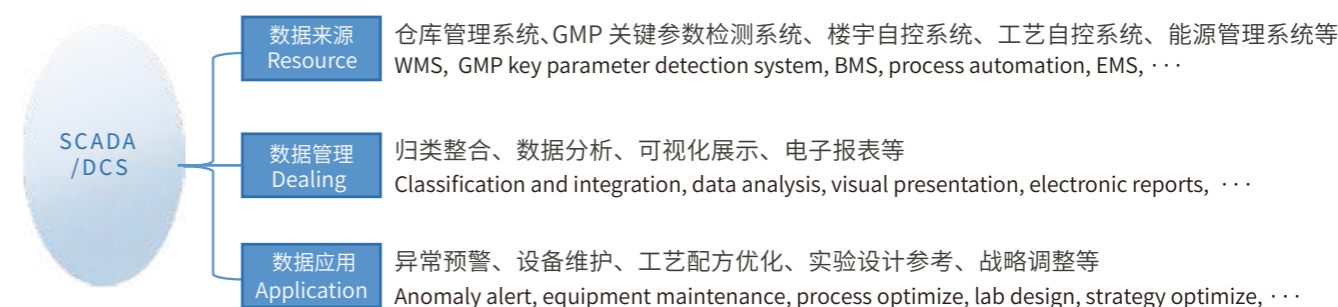 SCADA
/DCS
数据来源
Resource
仓库管理系统、GMP 关键参数检测系统、楼宇自控系统、工艺自控系统、能源管理系统等
WMS, GMP key parameter detection system, BMS, process automation, EMS, ···
数据管理
Dealing
归类整合、数据分析、可视化展示、电子报表等
Classification and integration, data analysis, visual presentation, electronic reports, ···
数据应用
Application
异常预警、设备维护、工艺配方优化、实验设计参考、战略调整等
Anomaly alert, equipment maintenance, process optimize, lab design, strategy optimize, ···